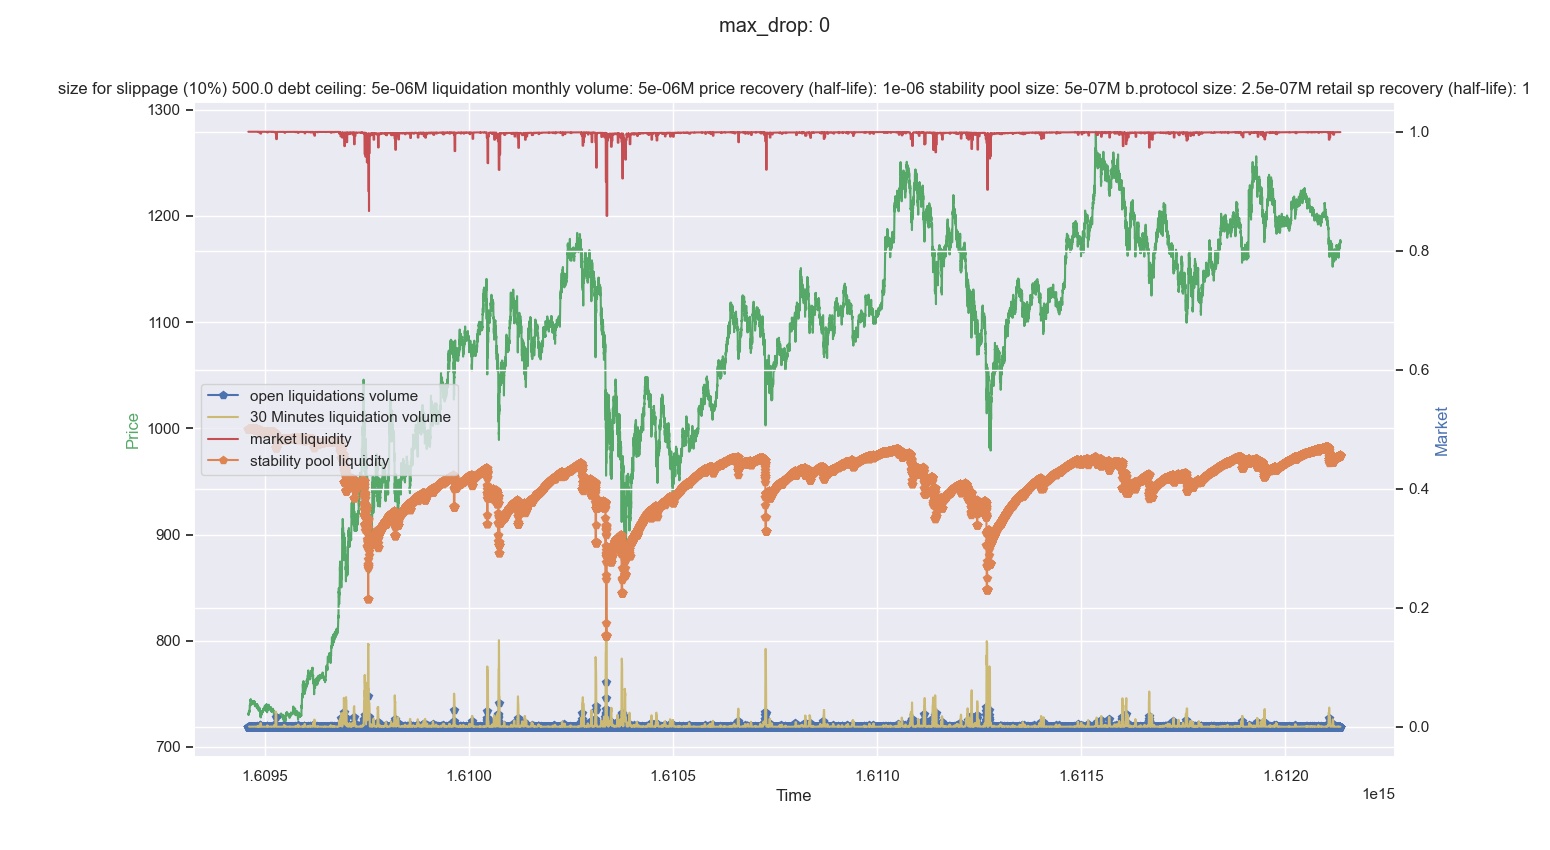 max_drop: 0
size for slippage (10%) 500.0 debt ceiling: 5e-06M liquidation monthly volume: 5e-06M price recovery (half-life): 1e-06 stability pool size: 5e-07M b.protocol size: 2.5e-07M retail sp recovery (half-life): 1
1300
1200
1100
1000
900
800
700
Price
open liquidations volume
30 Minutes liquidation volume
market liquidity
stability pool liquidity
1.0
0.8
0.6
0.4
0.2
0.0
Market
1.6095
1.6100
1.6105
1.6110
1.6115
1.6120
Time
1e15